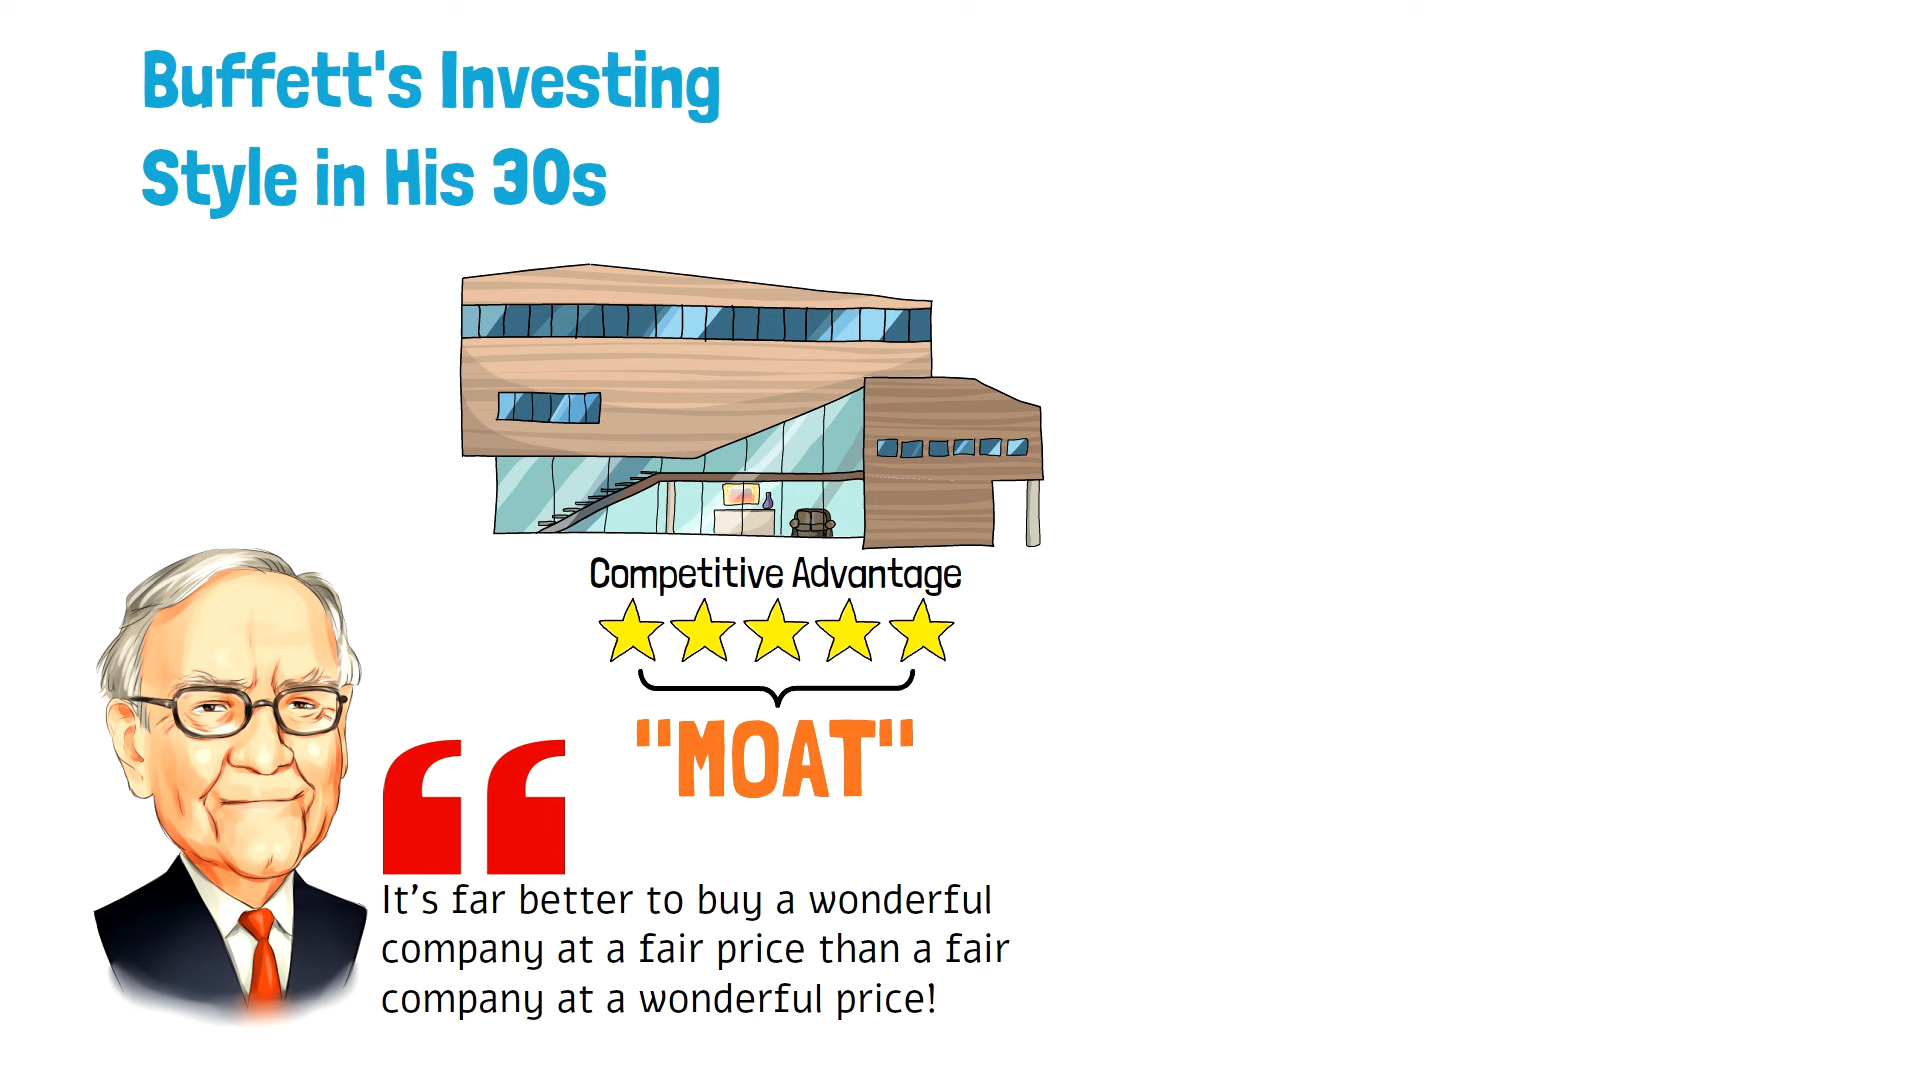 Buffett's Investing
Style in His 30s
Competitive Advantage
"MOAT"
It’s far better to buy a wonderful
company at a fair price than a fair
company at a wonderful price!